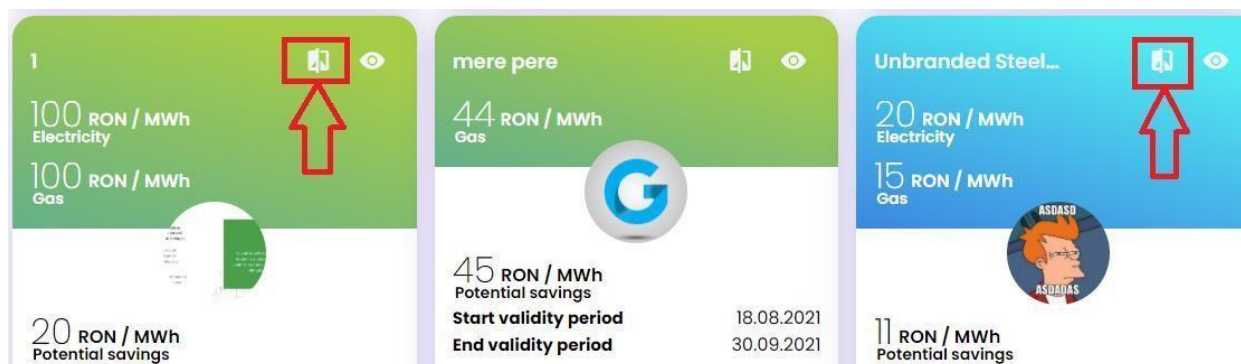 1
100 RON / MWh
Electricity
100 RON / MWh
Gas
20 RON / MWh
Potential savings
mere pere
44 RON / MWh
Gas
G
45 RON / MWh
Potential savings
Start validity period 18.08.2021
End validity period 30.09.2021
Unbranded Steel...
20 RON / MWh
Electricity
15 RON / MWh
Gas
ASDASD
ASDADAS
11 RON / MWh
Potential savings